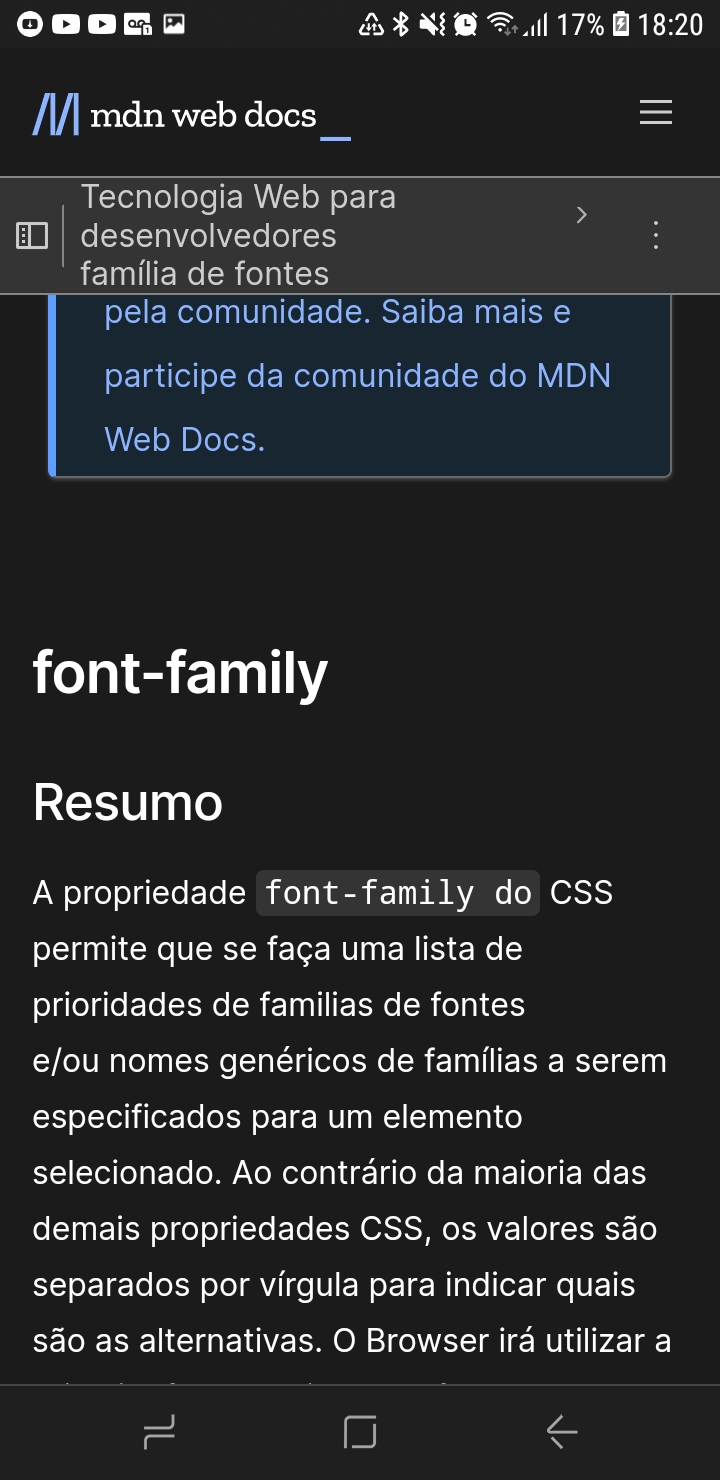 17% 18:20
mdn web docs_
Tecnologia Web para
desenvolvedores
família de fontes
pela comunidade. Saiba mais e
participe da comunidade do MDN
Web Docs.
font-family
Resumo
A propriedade font-family do CSS
permite que se faça uma lista de
prioridades de familias de fontes
e/ou nomes genéricos de famílias a serem
especificados para um elemento
selecionado. Ao contrário da maioria das
demais propriedades CSS, os valores são
separados por vírgula para indicar quais
são as alternativas. O Browser irá utilizar a